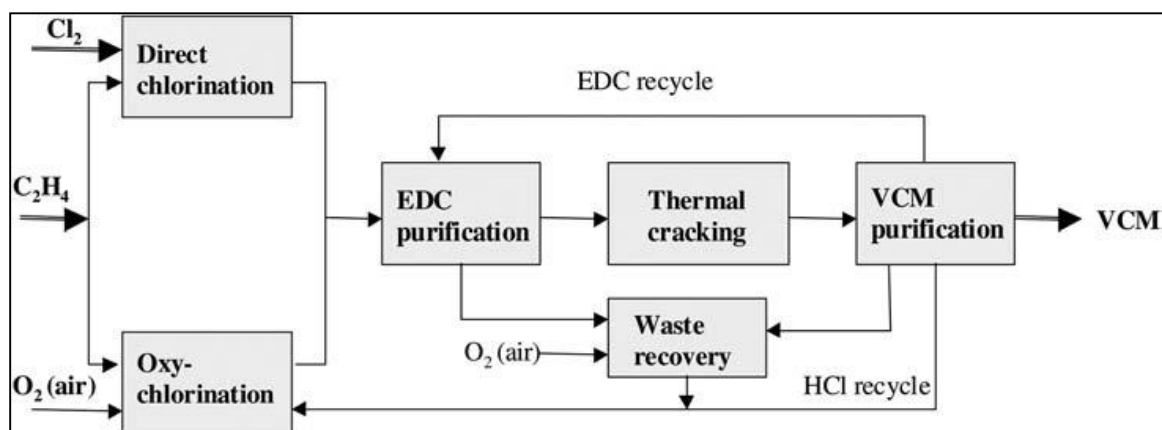 Cl₂
Direct
chlorination
EDC recycle
C₂H₄
EDC
purification
Thermal
cracking
VCM
purification
VCM
Oxy-
chlorination
O₂ (air)
Waste
recovery
O₂ (air)
HCl recycle